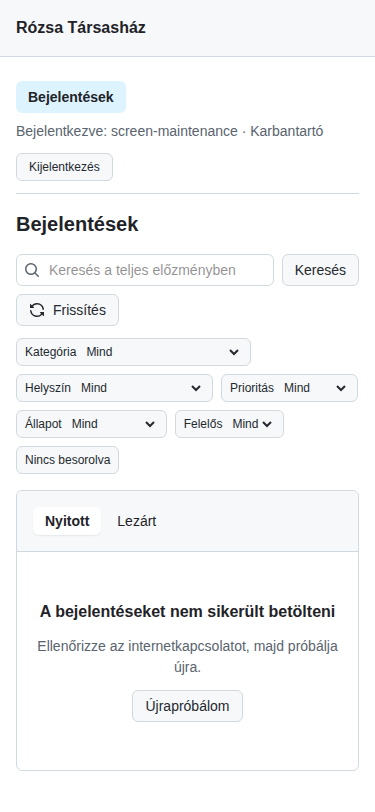 Rózsa Társasház
Bejelentések
Bejelentkezve: screen-maintenance · Karbantartó
Kijelentkezés
Bejelentések
Keresés a teljes előzményben
Keresés
Frissítés
Kategória Mind
Helyszín Mind
Prioritás Mind
Állapot Mind
Felelős Mind
Nincs besorolva
Nyitott
Lezárt
A bejelentéseket nem sikerült betölteni
Ellenőrizze az internetkapcsolatot, majd próbálja
újra.
Újrapróbálom